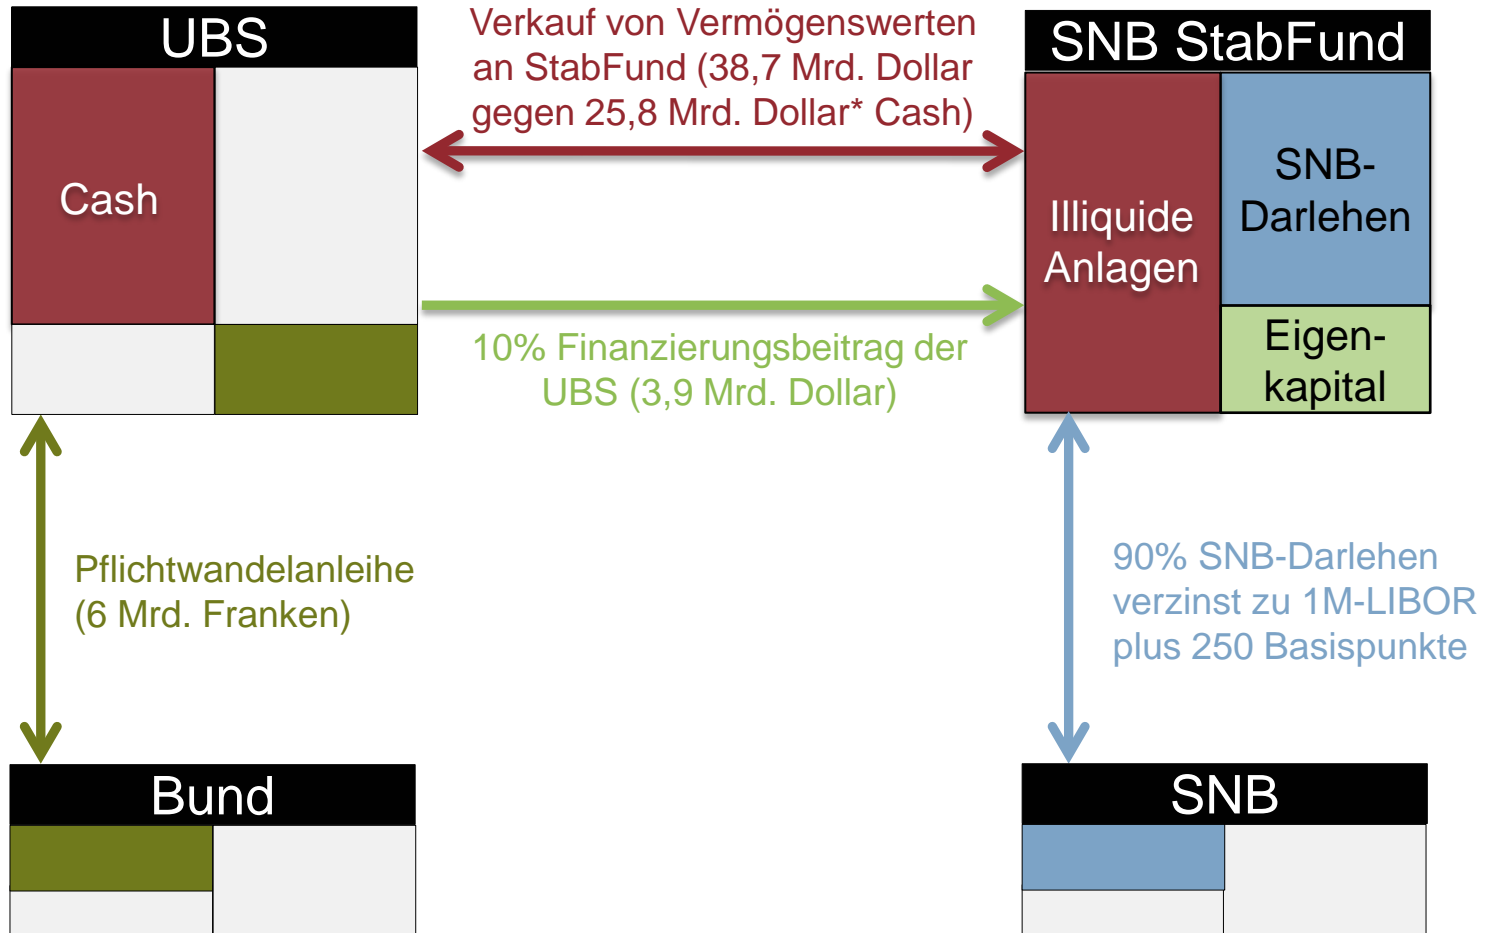 UBS
Verkauf von Vermögenswerten
an StabFund (38,7 Mrd. Dollar
gegen 25,8 Mrd. Dollar* Cash)
SNB StabFund
Cash
Illiquide
Anlagen
SNB-
Darlehen
Eigen-
kapital
10% Finanzierungsbeitrag der
UBS (3,9 Mrd. Dollar)
Pflichtwandelanleihe
(6 Mrd. Franken)
90% SNB-Darlehen
verzinst zu 1M-LIBOR
plus 250 Basispunkte
Bund
SNB